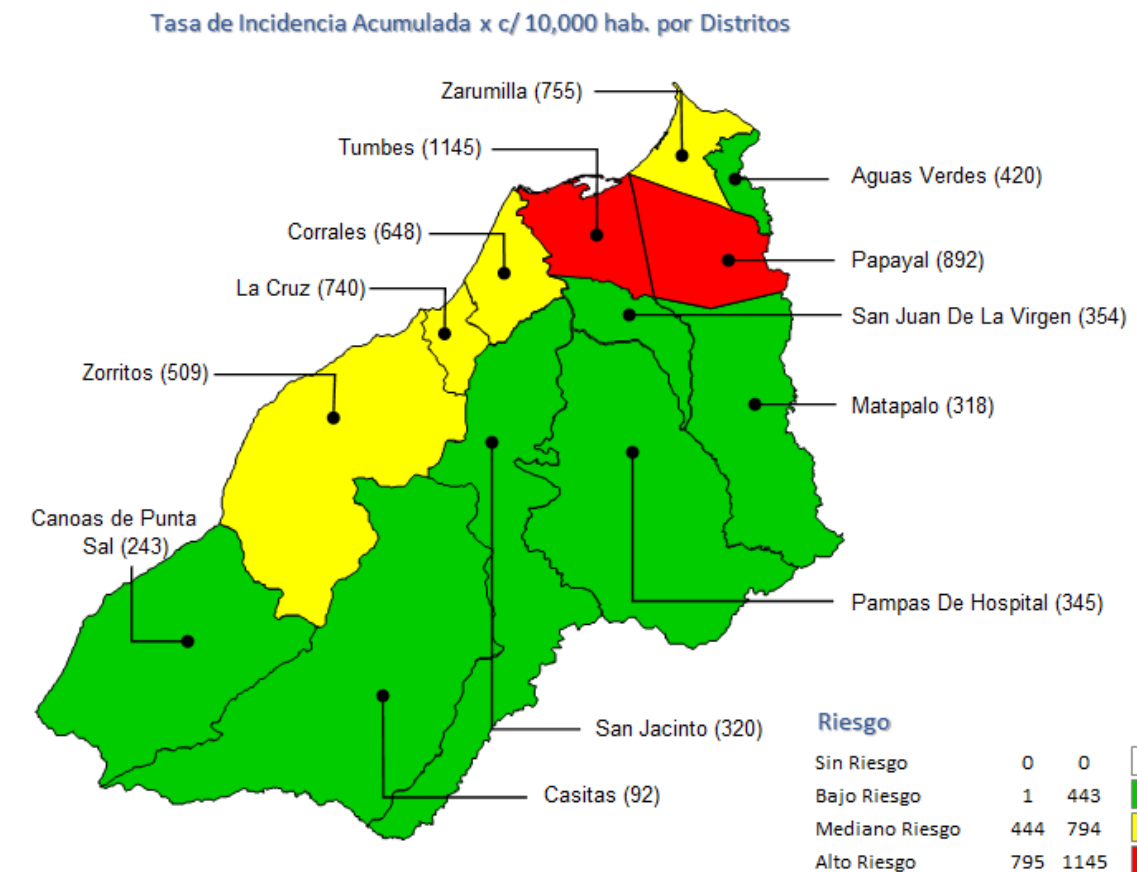 Tasa de Incidencia Acumulada x c/ 10,000 hab. por Distritos
Zarumilla (755)
Tumbes (1145)
Aguas Verdes (420)
Corrales (648)
Papayal (892)
La Cruz (740)
San Juan De La Virgen (354)
Zorritos (509)
Matapalo (318)
Canoas de Punta
Sal (243)
Pampas De Hospital (345)
San Jacinto (320)
Casitas (92)
Riesgo
Sin Riesgo 0 0
Bajo Riesgo 1 443
Mediano Riesgo 444 794
Alto Riesgo 795 1145